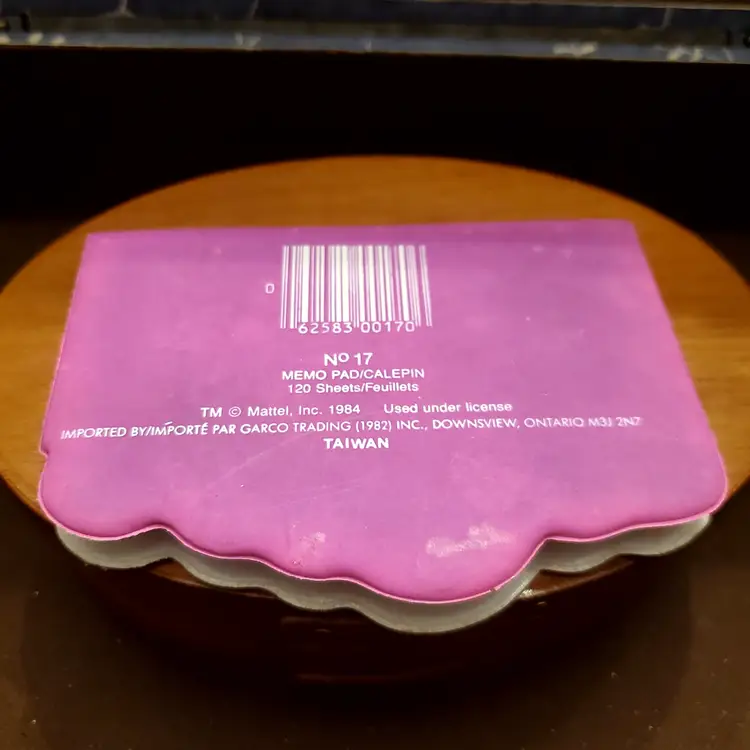 0
62583 00170
Nº 17
MEMO PAD/CALEPIN
120 Sheets/Feuillets
TM © Mattel, Inc. 1984 Used under license
IMPORTED BY/IMPORTÉ PAR GARCO TRADING (1982) INC., DOWNSVIEW, ONTARIO M3J 2N7
TAIWAN